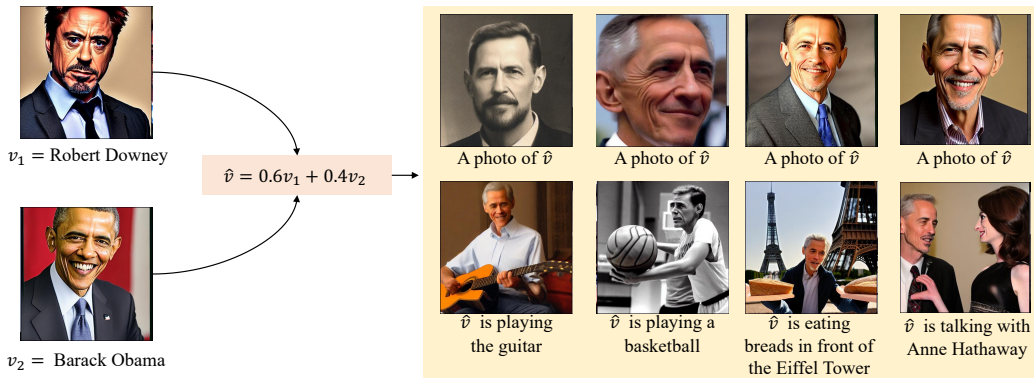 v₁ = Robert Downey
v₂ = Barack Obama
v̂ = 0.6v₁ + 0.4v₂
A photo of v̂
A photo of v̂
A photo of v̂
A photo of v̂
v̂ is playing
the guitar
v̂ is playing a
basketball
v̂ is eating
breads in front of
the Eiffel Tower
v̂ is talking with
Anne Hathaway